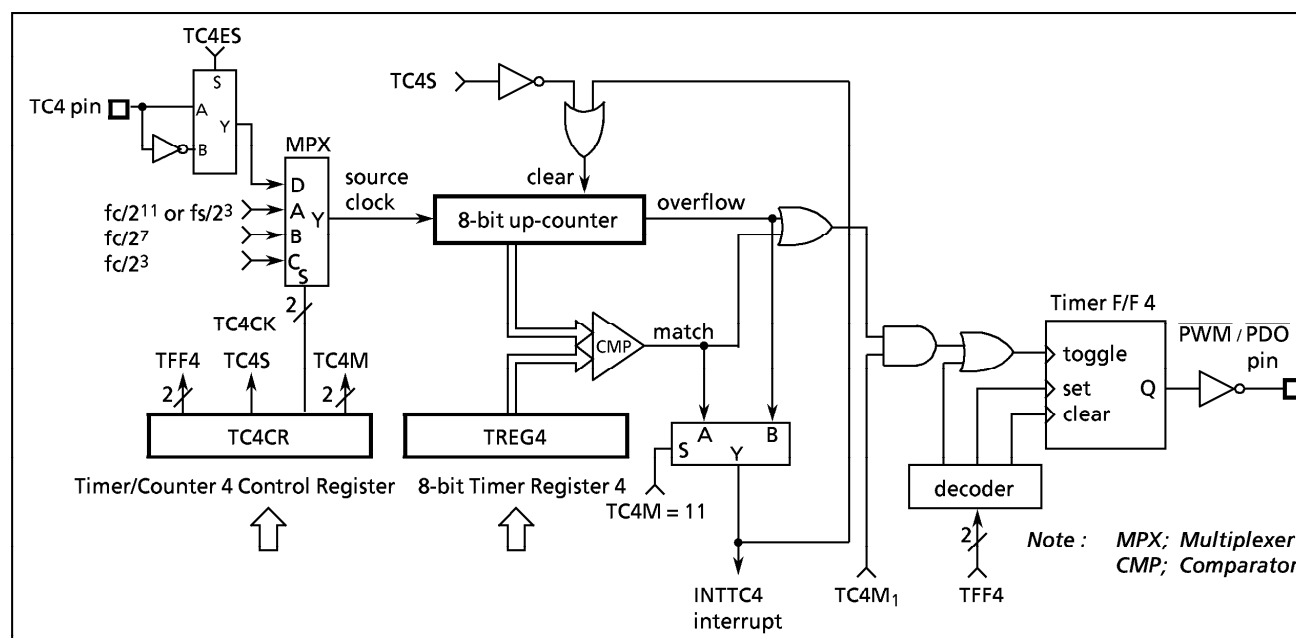 TC4ES
S
TC4 pin
A
Y
B
TC4S
MPX
D
A
Y
B
C
S
source
clock
clear
8-bit up-counter
overflow
fc/2¹¹ or fs/2³
fc/2⁷
fc/2³
2
TC4CK
TFF4
TC4S
TC4M
2
2
TC4CR
Timer/Counter 4 Control Register
CMP
match
TREG4
8-bit Timer Register 4
A
B
S
Y
TC4M = 11
INTTC4
interrupt
TC4M₁
Timer F/F 4
toggle
set
clear
Q
P̅W̅M̅ / P̅D̅O̅
pin
decoder
2
TFF4
Note : MPX; Multiplexer
CMP; Comparator